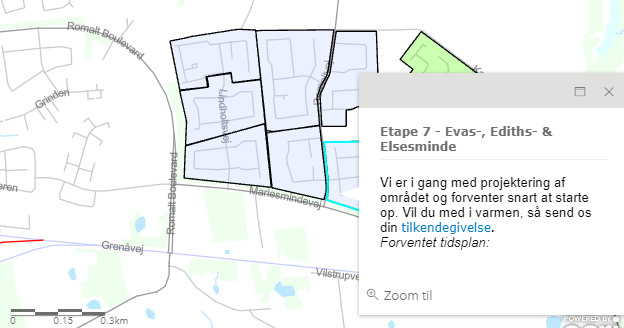 Romalt Boulevard
Grinden
Lindholtsvej
Romalt Boulevard
Mariesmindevej
Grenåvej
Vilstrupve
0 0.15 0.3km
Etape 7 - Evas-, Ediths- &
Elsesminde
Vi er i gang med projektering af
området og forventer snart at starte
op. Vil du med i varmen, så send os
din tilkendegivelse.
Forventet tidsplan:
Zoom til
POWERED BY